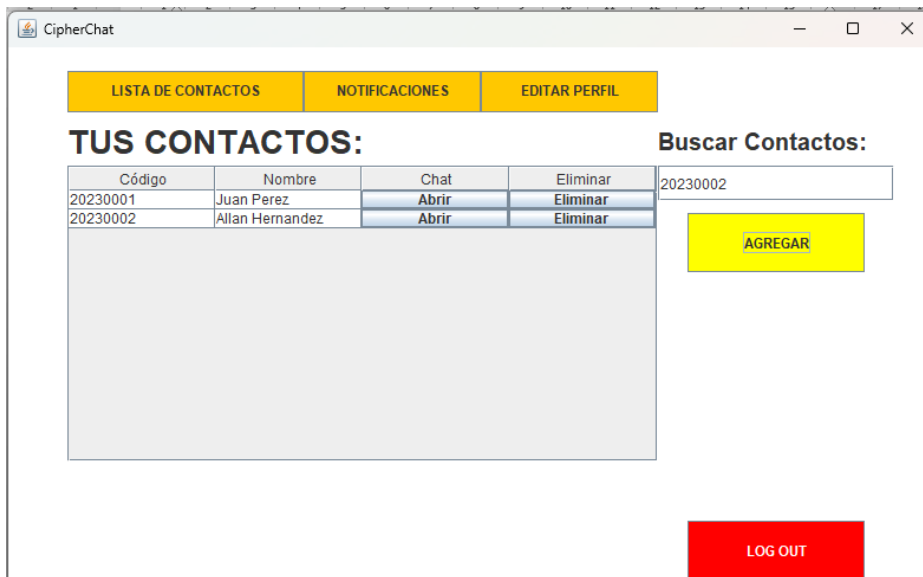 CipherChat
LISTA DE CONTACTOS NOTIFICACIONES EDITAR PERFIL
TUS CONTACTOS:
Código Nombre Chat Eliminar
20230001 Juan Perez Abrir Eliminar
20230002 Allan Hernandez Abrir Eliminar
Buscar Contactos:
20230002
AGREGAR
LOG OUT